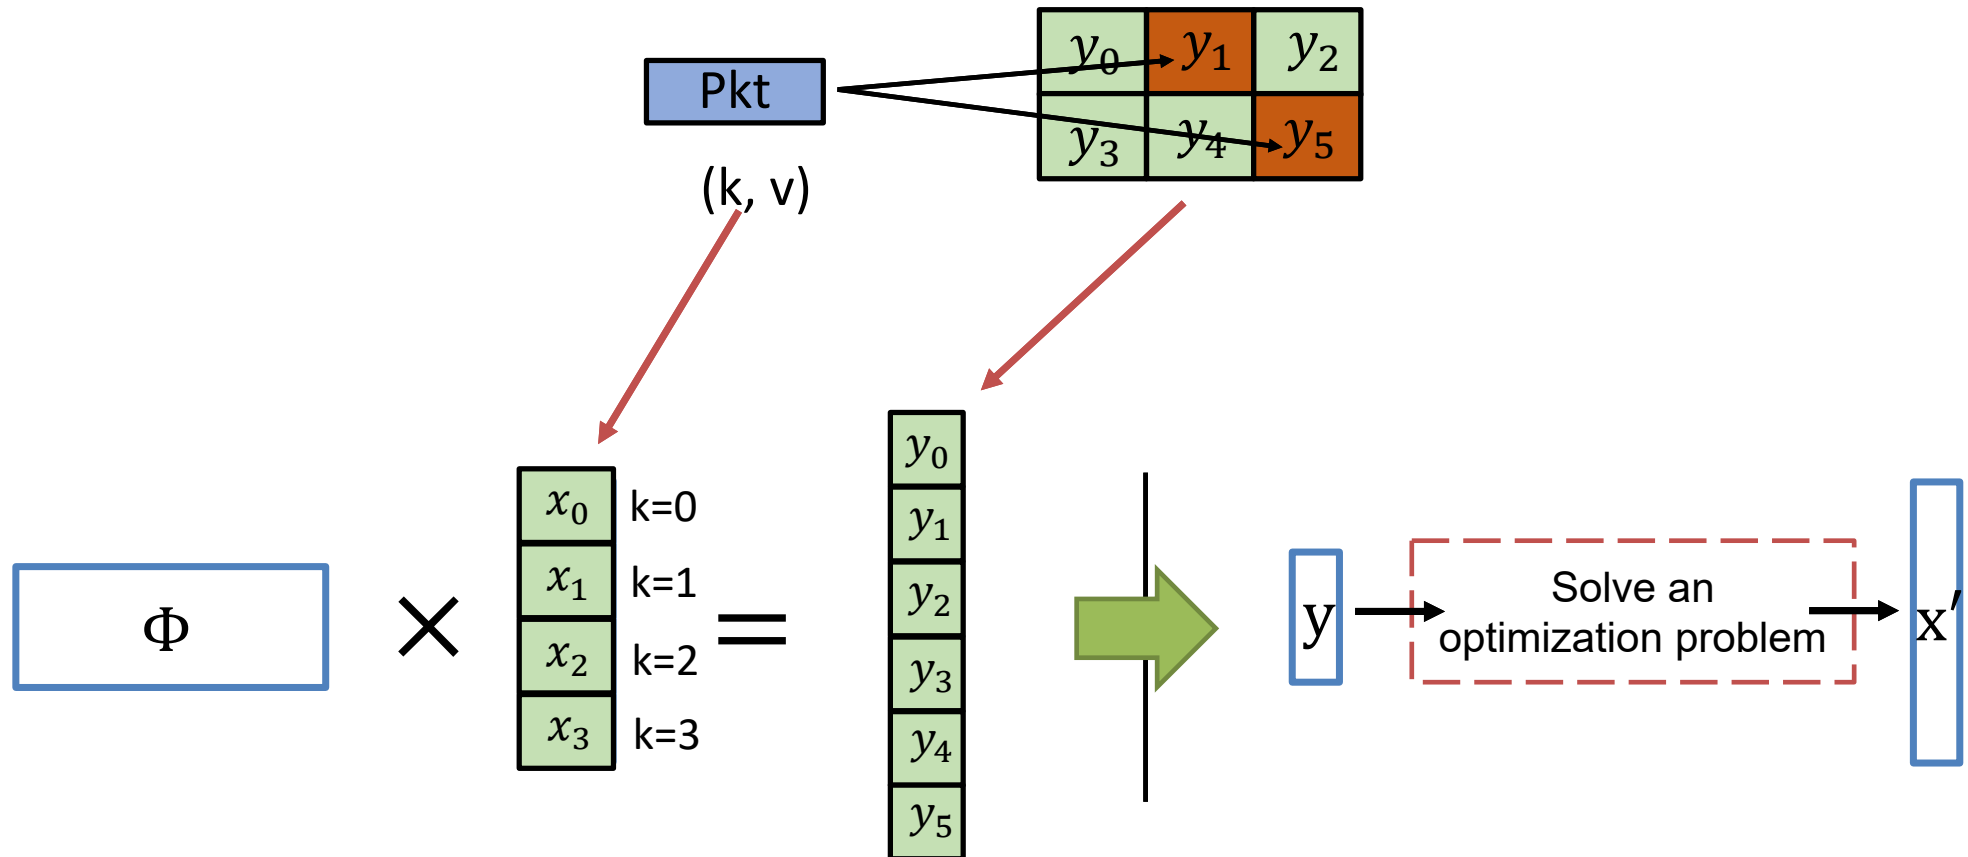 Pkt
(k, v)
y₀ y₁ y₂
y₃ y₄ y₅
Φ
×
x₀ k=0
x₁ k=1
x₂ k=2
x₃ k=3
=
y₀
y₁
y₂
y₃
y₄
y₅
y
Solve an
optimization problem
x′